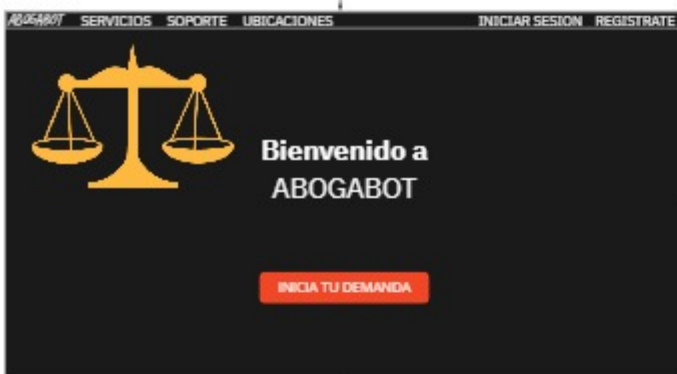 ABOGABOT SERVICIOS SOPORTE UBICACIONES INICIAR SESION REGISTRATE
Bienvenido a
ABOGABOT
INICIA TU DEMANDA